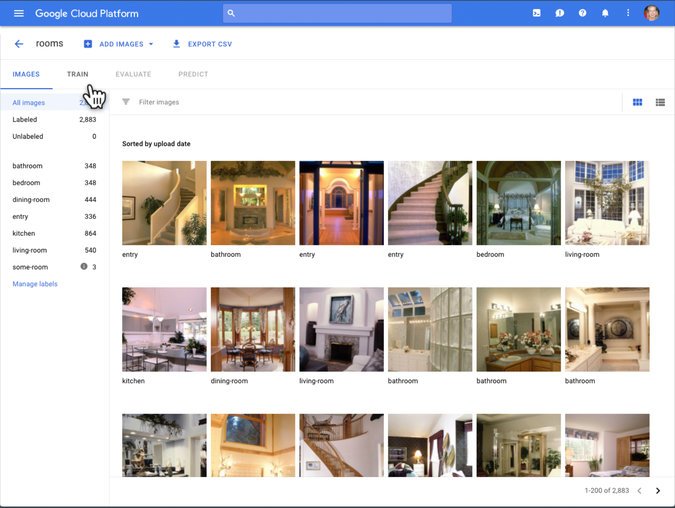 Google Cloud Platform
rooms
ADD IMAGES
EXPORT CSV
IMAGES
TRAIN
EVALUATE
PREDICT
All images
Labeled 2,883
Unlabeled 0
bathroom 348
bedroom 348
dining-room 444
entry 336
kitchen 864
living-room 540
some-room 3
Manage labels
Filter images
Sorted by upload date
entry bathroom entry entry bedroom living-room
kitchen dining-room living-room bathroom bathroom bathroom
1-200 of 2,883